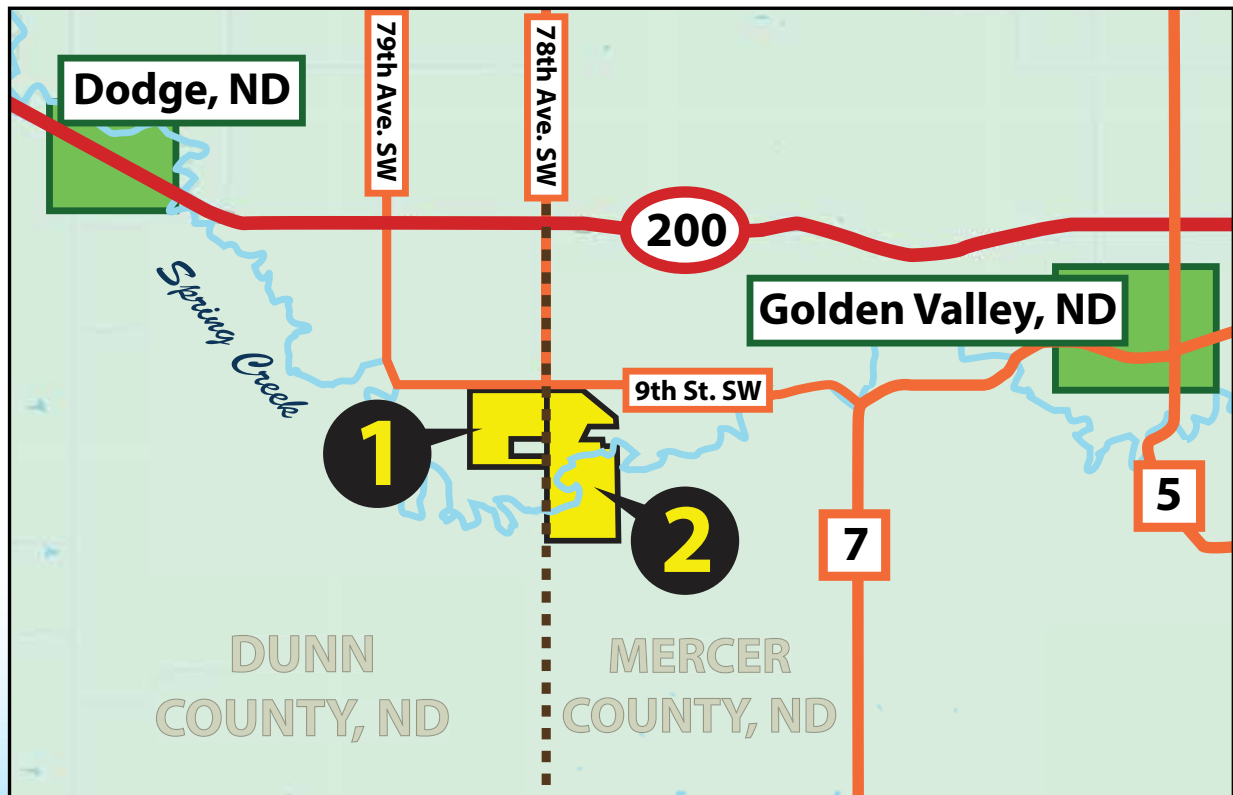 79th Ave. SW
78th Ave. SW
Dodge, ND
200
Spring Creek
Golden Valley, ND
9th St. SW
1
2
5
7
DUNN
COUNTY, ND
MERCER
COUNTY, ND